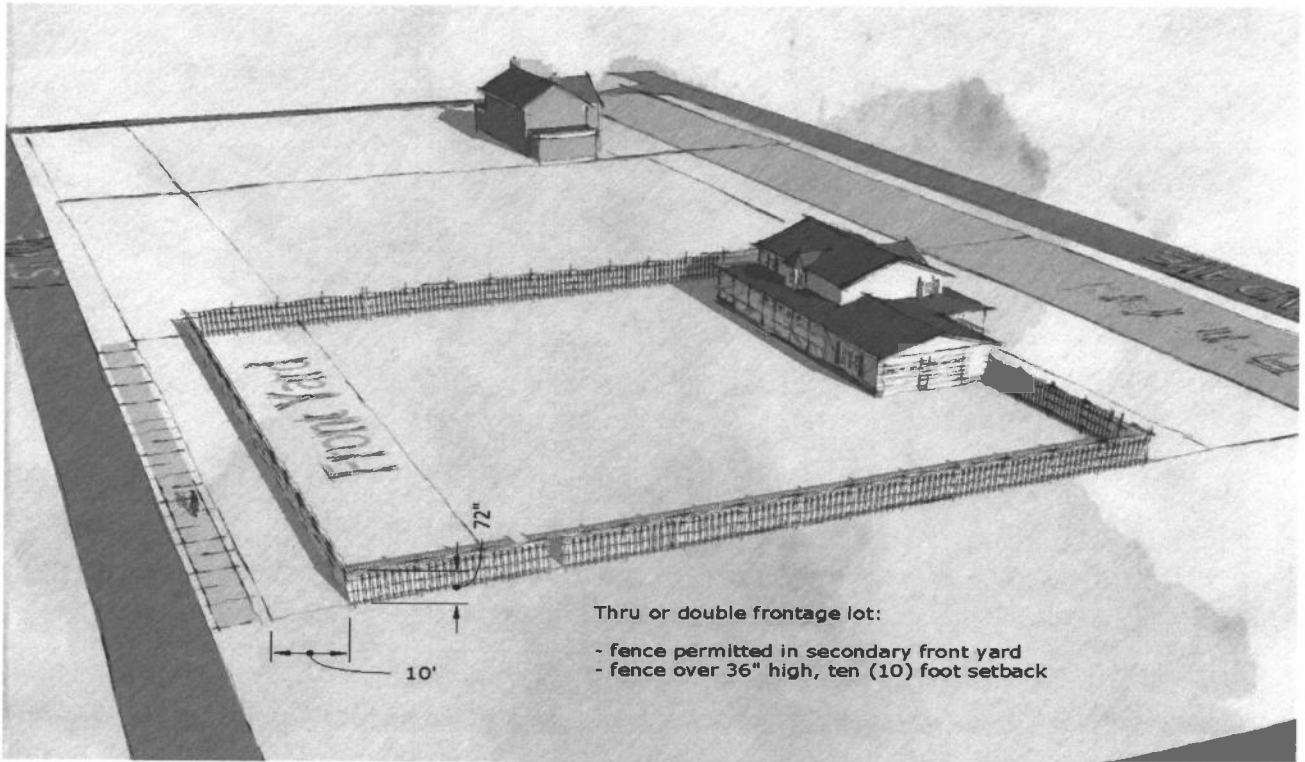 Front Yard
72"
10'
Thru or double frontage lot:
- fence permitted in secondary front yard
- fence over 36" high, ten (10) foot setback